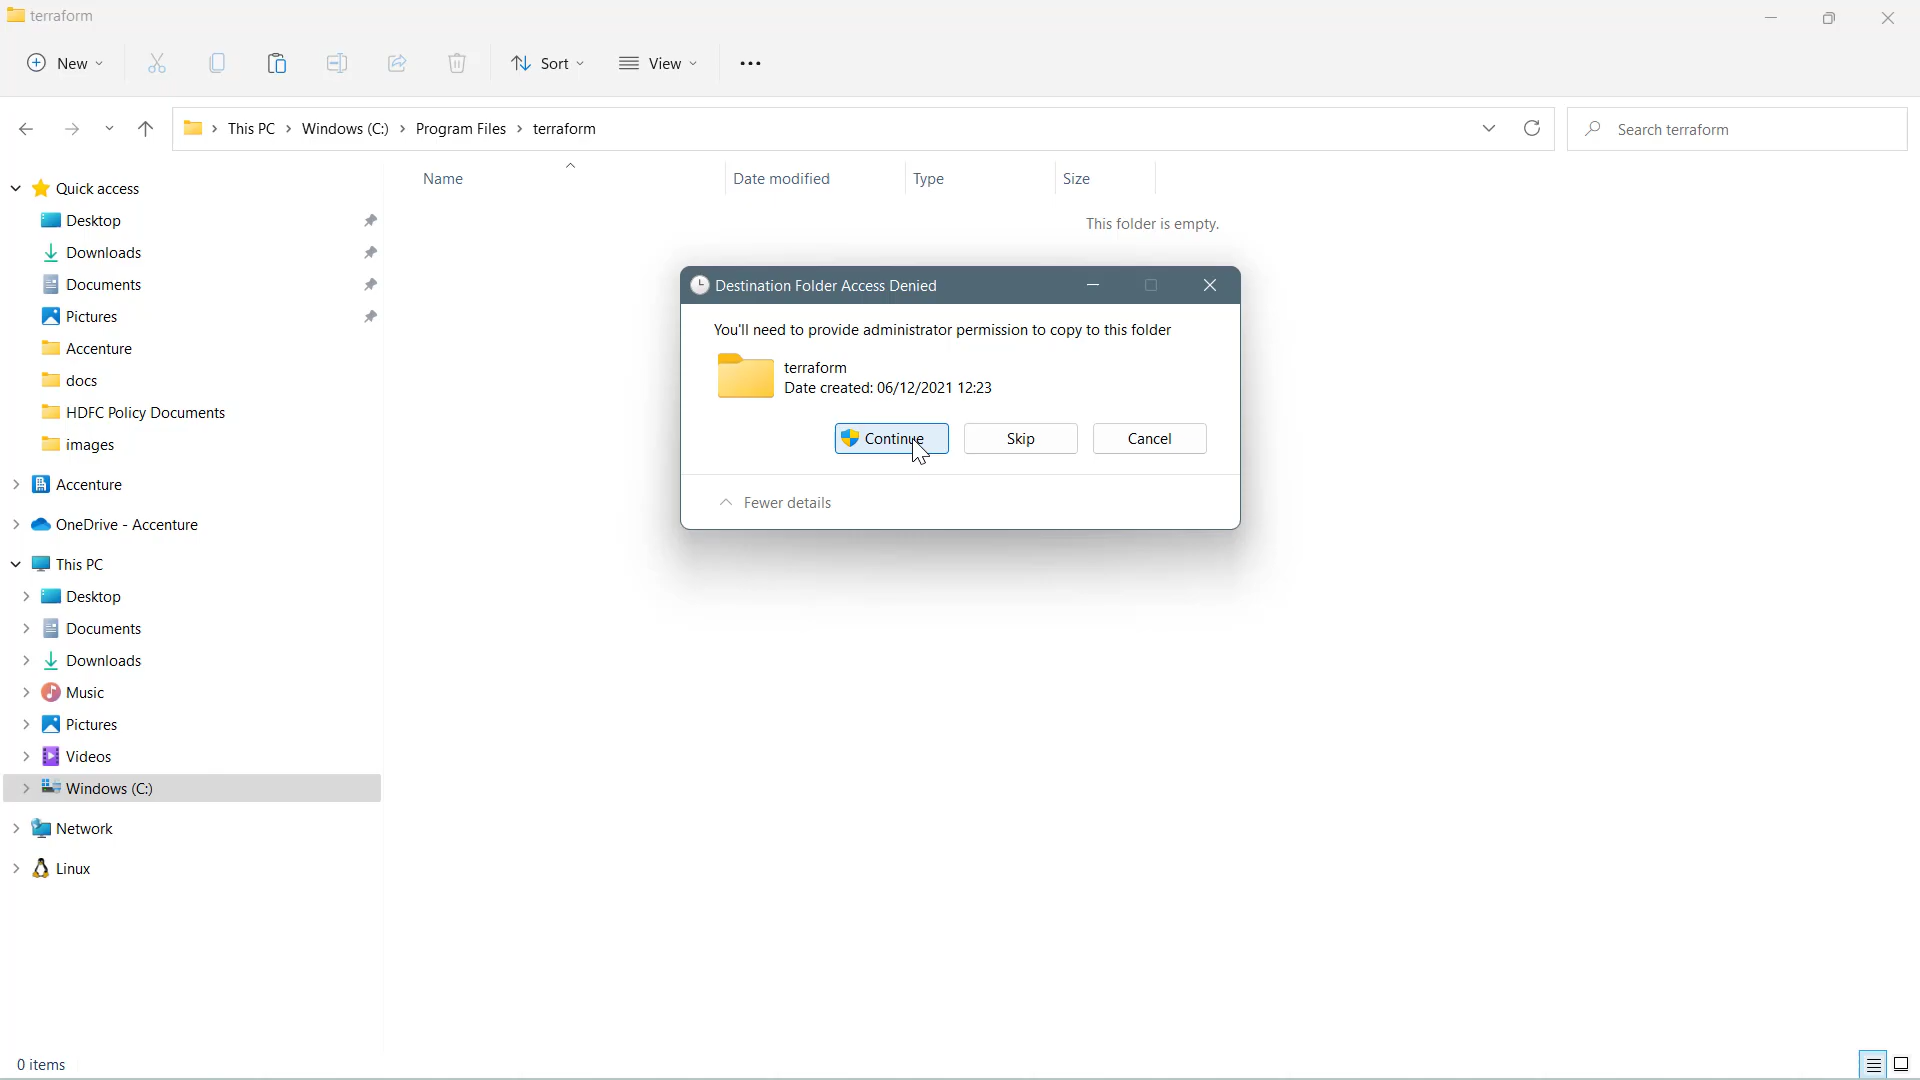 terraform
New
Sort
View
This PC
Windows (C:)
Program Files
terraform
Search terraform
Name
Date modified
Type
Size
This folder is empty.
Quick access
Desktop
Downloads
Documents
Pictures
Accenture
docs
HDFC Policy Documents
images
Accenture
OneDrive - Accenture
This PC
Desktop
Documents
Downloads
Music
Pictures
Videos
Windows (C:)
Network
Linux
Destination Folder Access Denied
You'll need to provide administrator permission to copy to this folder
terraform
Date created: 06/12/2021 12:23
Continue
Skip
Cancel
Fewer details
0 items